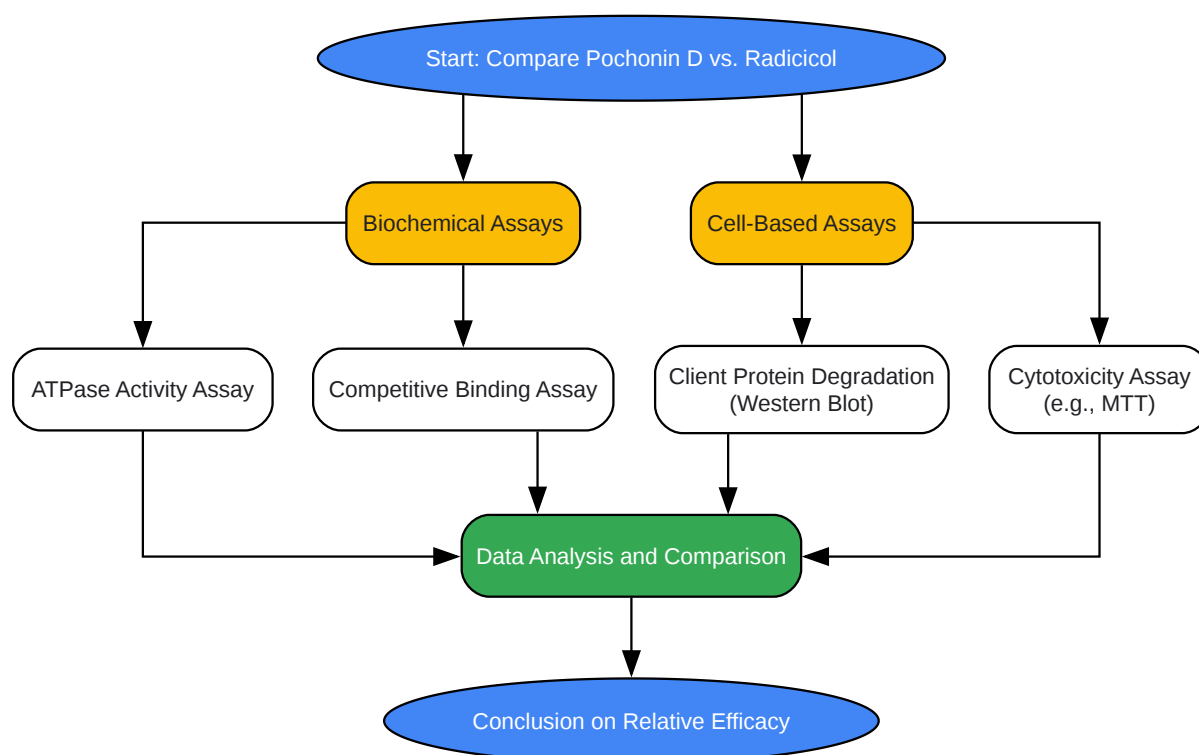 Start: Compare Pochonin D vs. Radicicol
Biochemical Assays
Cell-Based Assays
ATPase Activity Assay
Competitive Binding Assay
Client Protein Degradation
(Western Blot)
Cytotoxicity Assay
(e.g., MTT)
Data Analysis and Comparison
Conclusion on Relative Efficacy